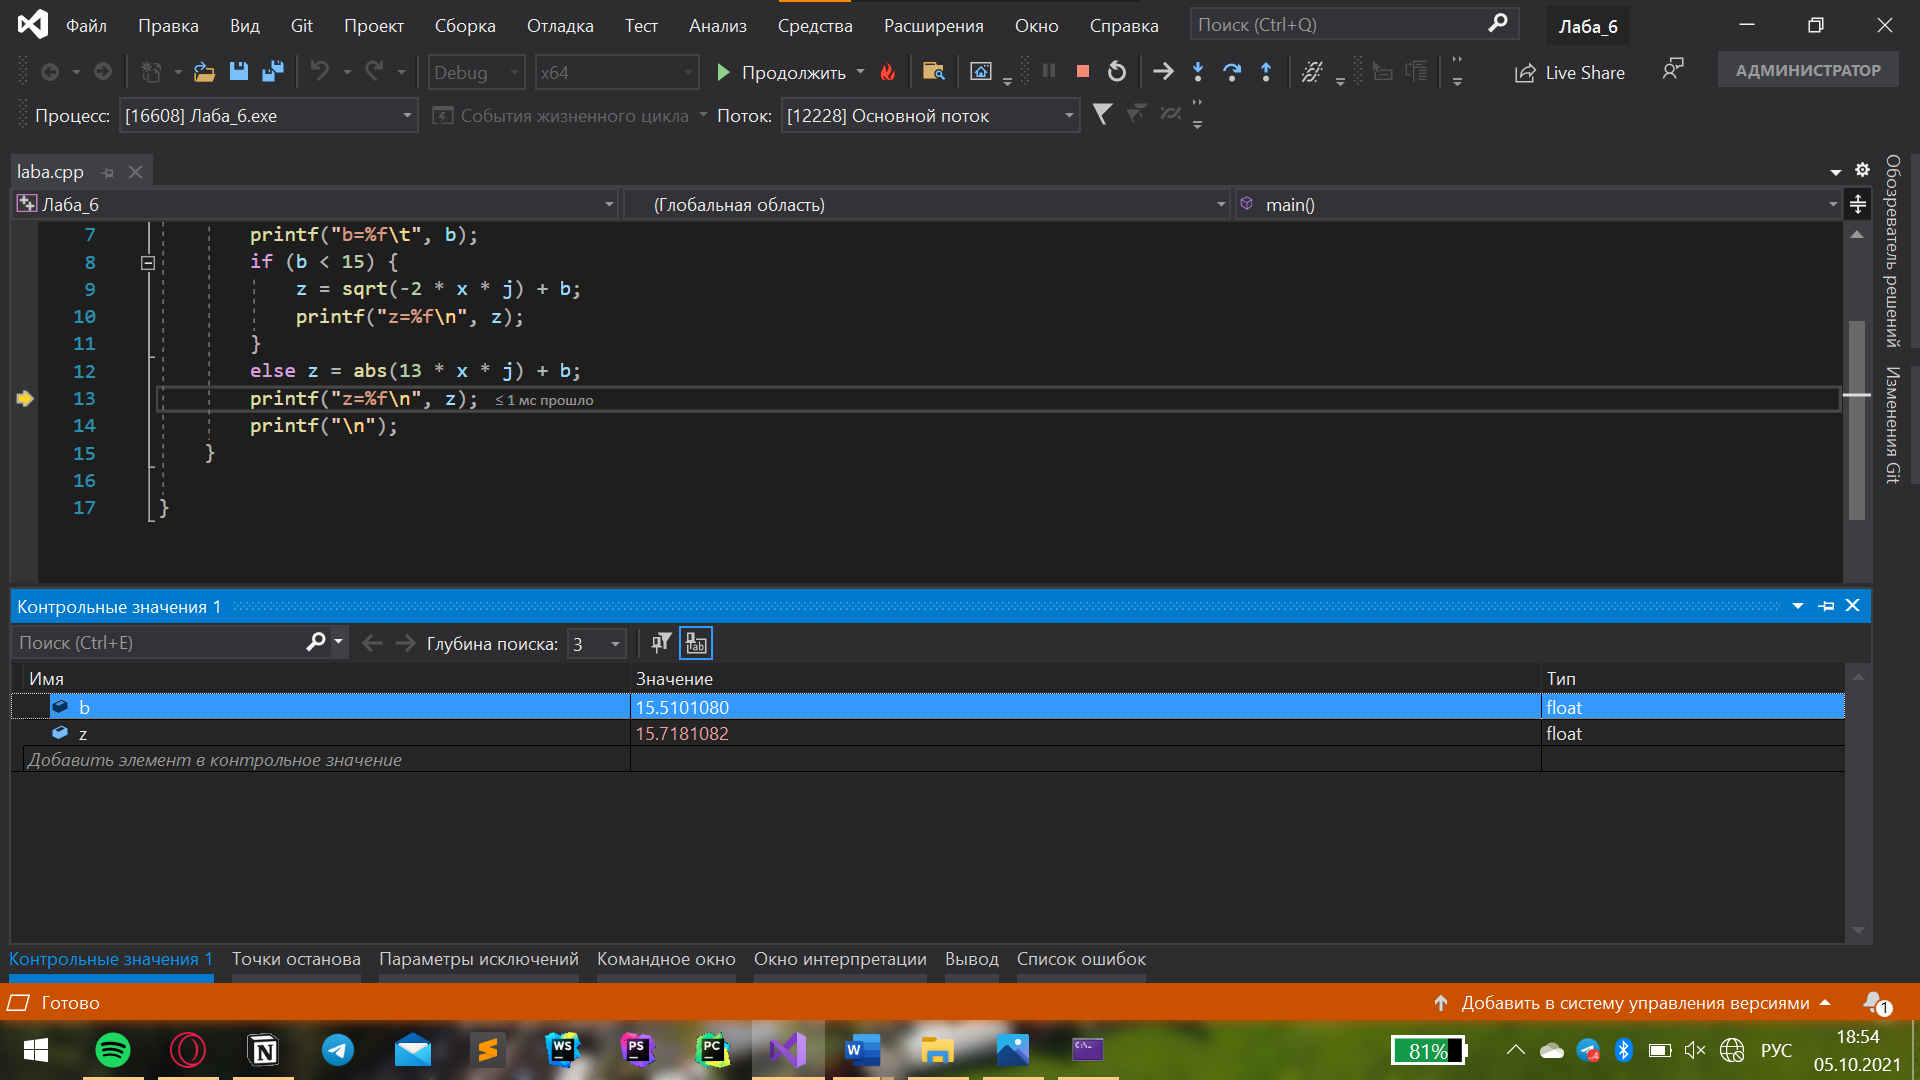 Файл Правка Вид Git Проект Сборка Отладка Тест Анализ Средства Расширения Окно Справка Поиск (Ctrl+Q) Лаба_6
Debug x64 Продолжить Live Share АДМИНИСТРАТОР
Процесс: [16608] Лаба_6.exe События жизненного цикла Поток: [12228] Основной поток
laba.cpp
Лаба_6 (Глобальная область) main()
7 printf("b=%f\t", b);
8 if (b < 15) {
9 z = sqrt(-2 * x * j) + b;
10 printf("z=%f\n", z);
11 }
12 else z = abs(13 * x * j) + b;
13 printf("z=%f\n", z); ≤ 1 мс прошло
14 printf("\n");
15 }
16
17 }
Обозреватель решений
Изменения Git
Контрольные значения 1
Поиск (Ctrl+E) Глубина поиска: 3
Имя Значение Тип
b 15.5101080 float
z 15.7181082 float
Добавить элемент в контрольное значение
Контрольные значения 1 Точки останова Параметры исключений Командное окно Окно интерпретации Вывод Список ошибок
Готово Добавить в систему управления версиями 1
WS PS PC W 81% РУС 18:54
05.10.2021